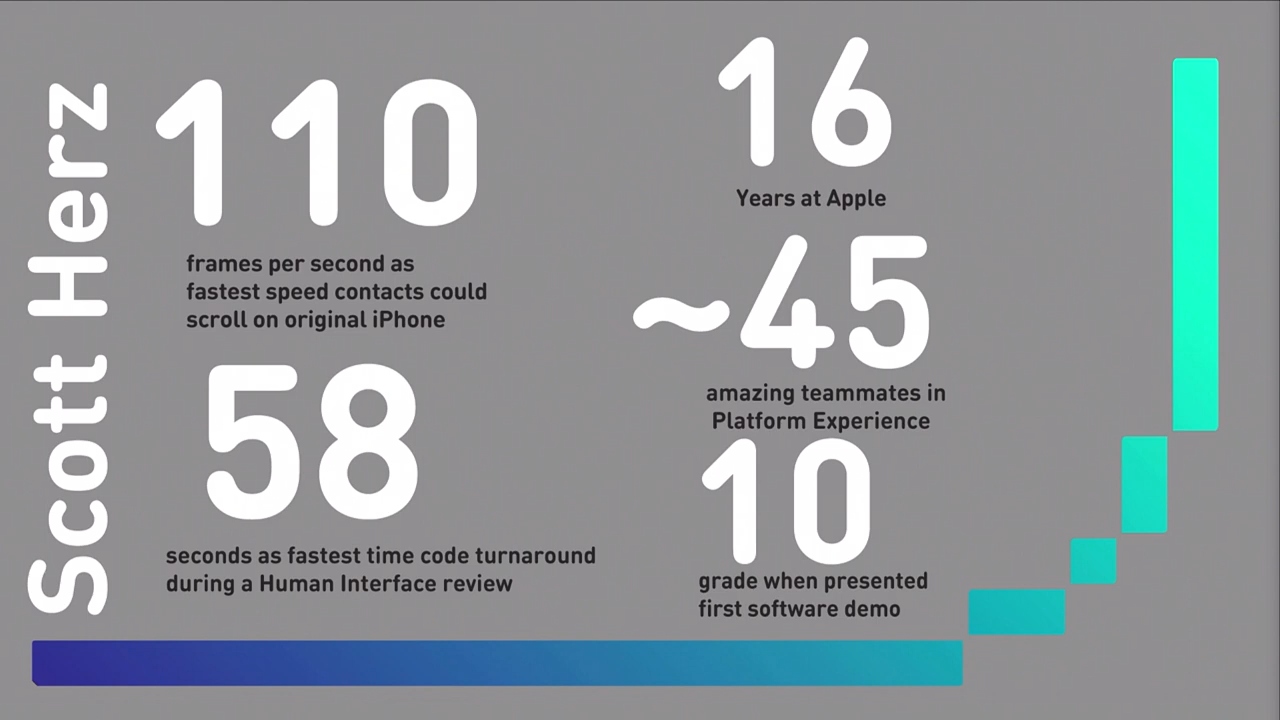 Scott Herz
110
frames per second as
fastest speed contacts could
scroll on original iPhone
58
seconds as fastest time code turnaround
during a Human Interface review
16
Years at Apple
~45
amazing teammates in
Platform Experience
10
grade when presented
first software demo